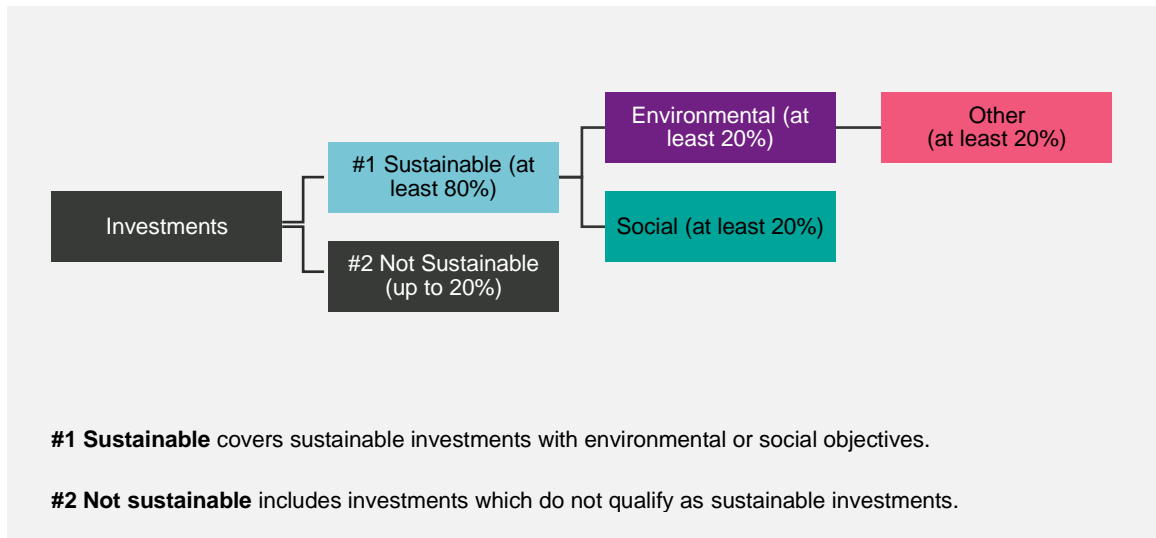 Investments
#1 Sustainable (at
least 80%)
#2 Not Sustainable
(up to 20%)
Environmental (at
least 20%)
Social (at least 20%)
Other
(at least 20%)
#1 Sustainable covers sustainable investments with environmental or social objectives.
#2 Not sustainable includes investments which do not qualify as sustainable investments.